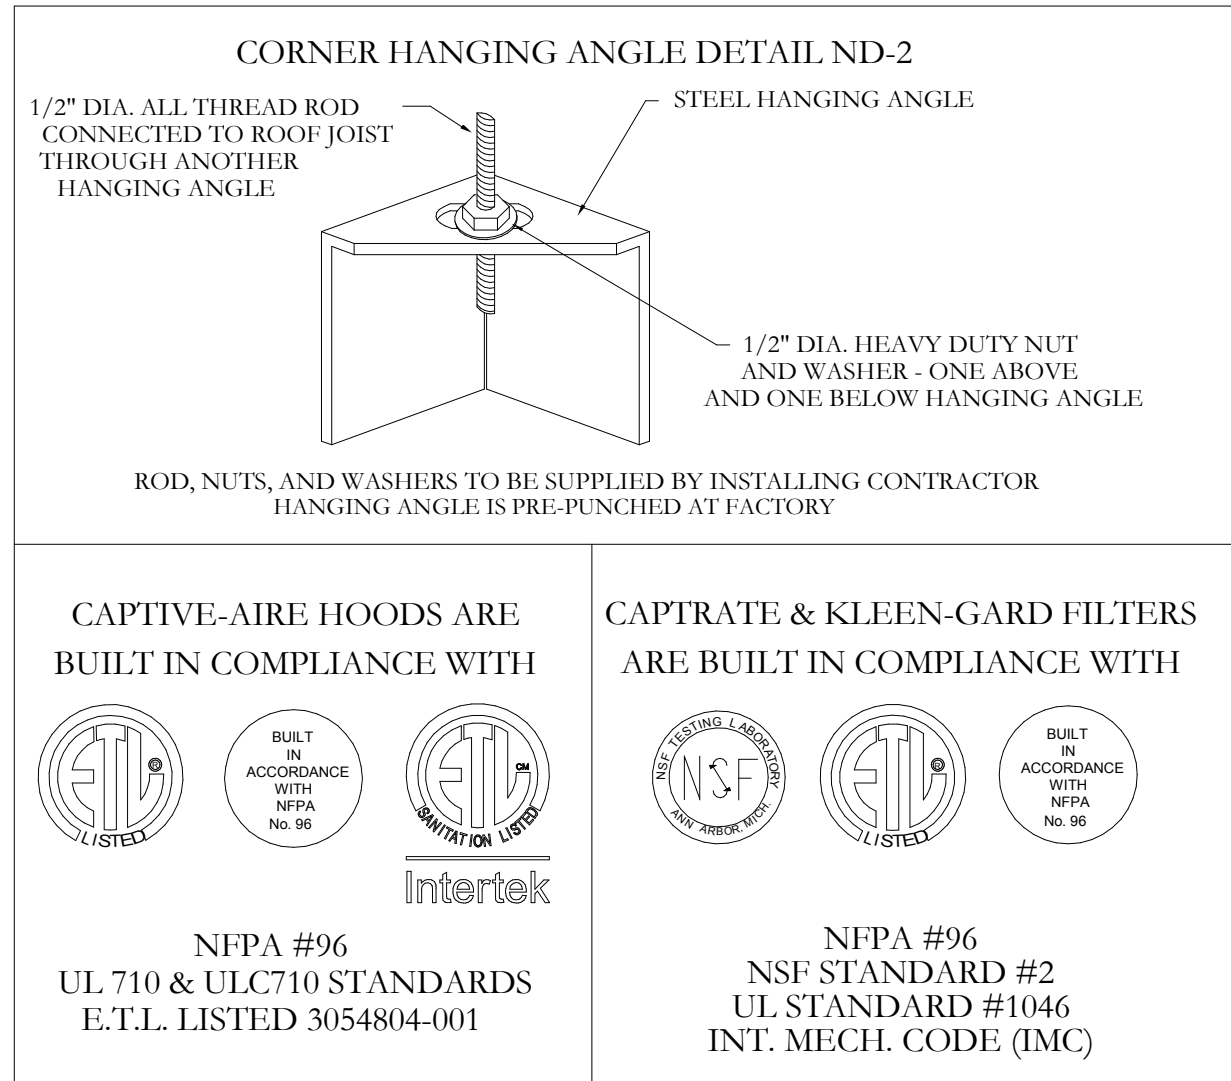 CORNER HANGING ANGLE DETAIL ND-2
1/2" DIA. ALL THREAD ROD
CONNECTED TO ROOF JOIST
THROUGH ANOTHER
HANGING ANGLE
STEEL HANGING ANGLE
1/2" DIA. HEAVY DUTY NUT
AND WASHER - ONE ABOVE
AND ONE BELOW HANGING ANGLE
ROD, NUTS, AND WASHERS TO BE SUPPLIED BY INSTALLING CONTRACTOR
HANGING ANGLE IS PRE-PUNCHED AT FACTORY
CAPTIVE-AIRE HOODS ARE
BUILT IN COMPLIANCE WITH
ETL ®
LISTED
BUILT
IN
ACCORDANCE
WITH
NFPA
No. 96
ETL CM
SANITATION LISTED
Intertek
NFPA #96
UL 710 & ULC710 STANDARDS
E.T.L. LISTED 3054804-001
CAPTRATE & KLEEN-GARD FILTERS
ARE BUILT IN COMPLIANCE WITH
NSF TESTING LABORATORY
NSF
ANN ARBOR, MICH.
ETL ®
LISTED
BUILT
IN
ACCORDANCE
WITH
NFPA
No. 96
NFPA #96
NSF STANDARD #2
UL STANDARD #1046
INT. MECH. CODE (IMC)